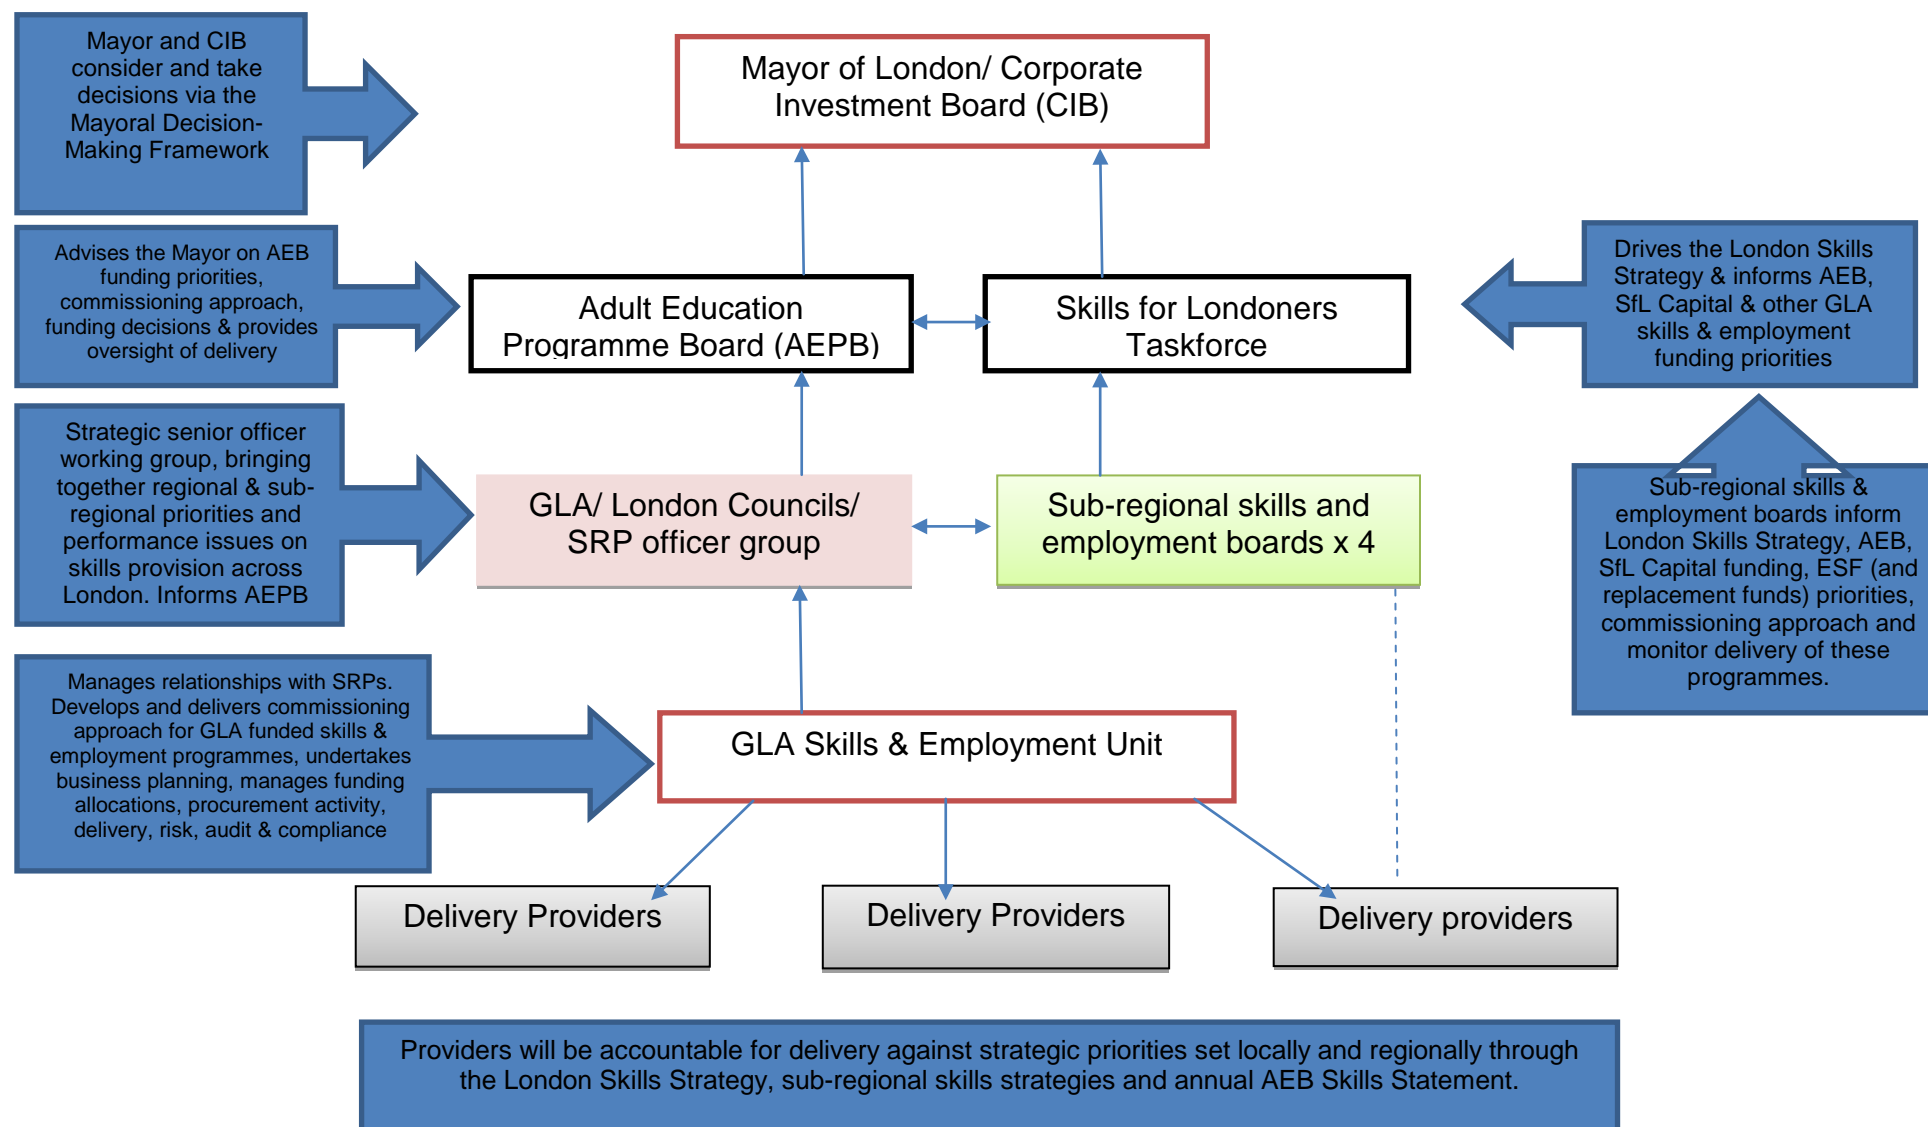 Mayor and CIB
consider and take
decisions via the
Mayoral Decision-
Making Framework
Mayor of London/ Corporate
Investment Board (CIB)
Advises the Mayor on AEB
funding priorities,
commissioning approach,
funding decisions & provides
oversight of delivery
Adult Education
Programme Board (AEPB)
Skills for Londoners
Taskforce
Drives the London Skills
Strategy & informs AEB,
SfL Capital & other GLA
skills & employment
funding priorities
Strategic senior officer
working group, bringing
together regional & sub-
regional priorities and
performance issues on
skills provision across
London. Informs AEPB
GLA/ London Councils/
SRP officer group
Sub-regional skills and
employment boards x 4
Sub-regional skills &
employment boards inform
London Skills Strategy, AEB,
SfL Capital funding, ESF (and
replacement funds) priorities,
commissioning approach and
monitor delivery of these
programmes.
Manages relationships with SRPs.
Develops and delivers commissioning
approach for GLA funded skills &
employment programmes, undertakes
business planning, manages funding
allocations, procurement activity,
delivery, risk, audit & compliance
GLA Skills & Employment Unit
Delivery Providers
Delivery Providers
Delivery providers
Providers will be accountable for delivery against strategic priorities set locally and regionally through
the London Skills Strategy, sub-regional skills strategies and annual AEB Skills Statement.